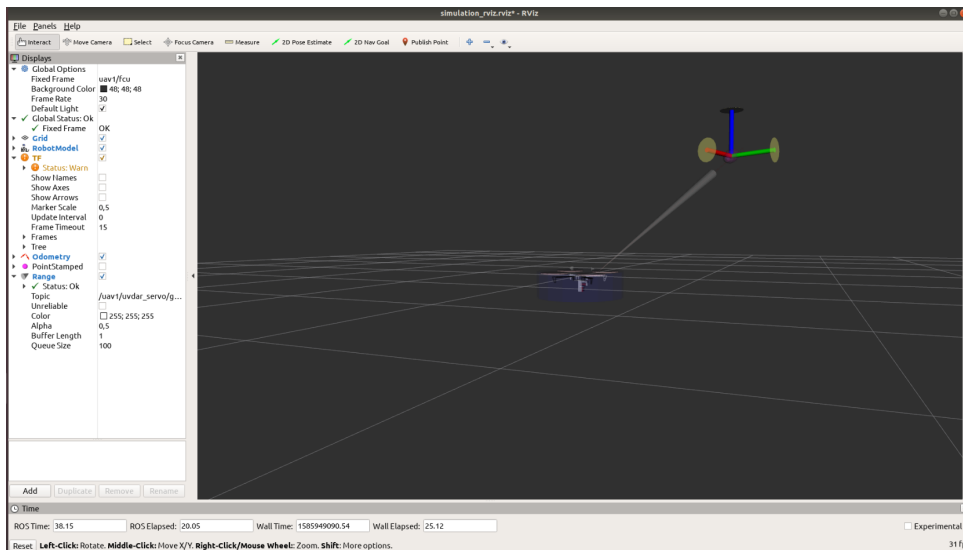 simulation_rviz.rviz* - RViz
File Panels Help
Interact Move Camera Select Focus Camera Measure 2D Pose Estimate 2D Nav Goal Publish Point
Displays
Global Options
Fixed Frame uav1/fcu
Background Color 48; 48; 48
Frame Rate 30
Default Light
Global Status: Ok
Fixed Frame OK
Grid
RobotModel
TF
Status: Warn
Show Names
Show Axes
Show Arrows
Marker Scale 0,5
Update Interval 0
Frame Timeout 15
Frames
Tree
Odometry
PointStamped
Range
Status: Ok
Topic /uav1/uvdar_servo/g...
Unreliable
Color 255; 255; 255
Alpha 0,5
Buffer Length 1
Queue Size 100
Add Duplicate Remove Rename
Time
ROS Time: 38.15 ROS Elapsed: 20.05 Wall Time: 1585949090.54 Wall Elapsed: 25.12 Experimental
Reset Left-Click: Rotate. Middle-Click: Move X/Y. Right-Click/Mouse Wheel:: Zoom. Shift: More options. 31 f